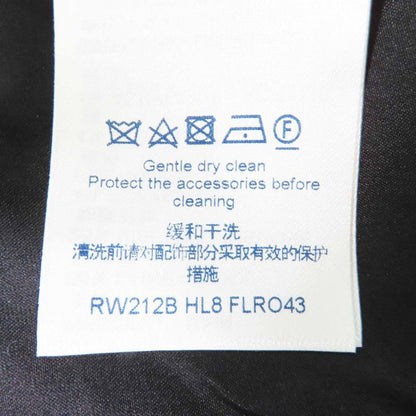 F
Gentle dry clean
Protect the accessories before
cleaning
缓和干洗
清洗前请对配饰部分采取有效的保护
措施
RW212B HL8 FLRO43